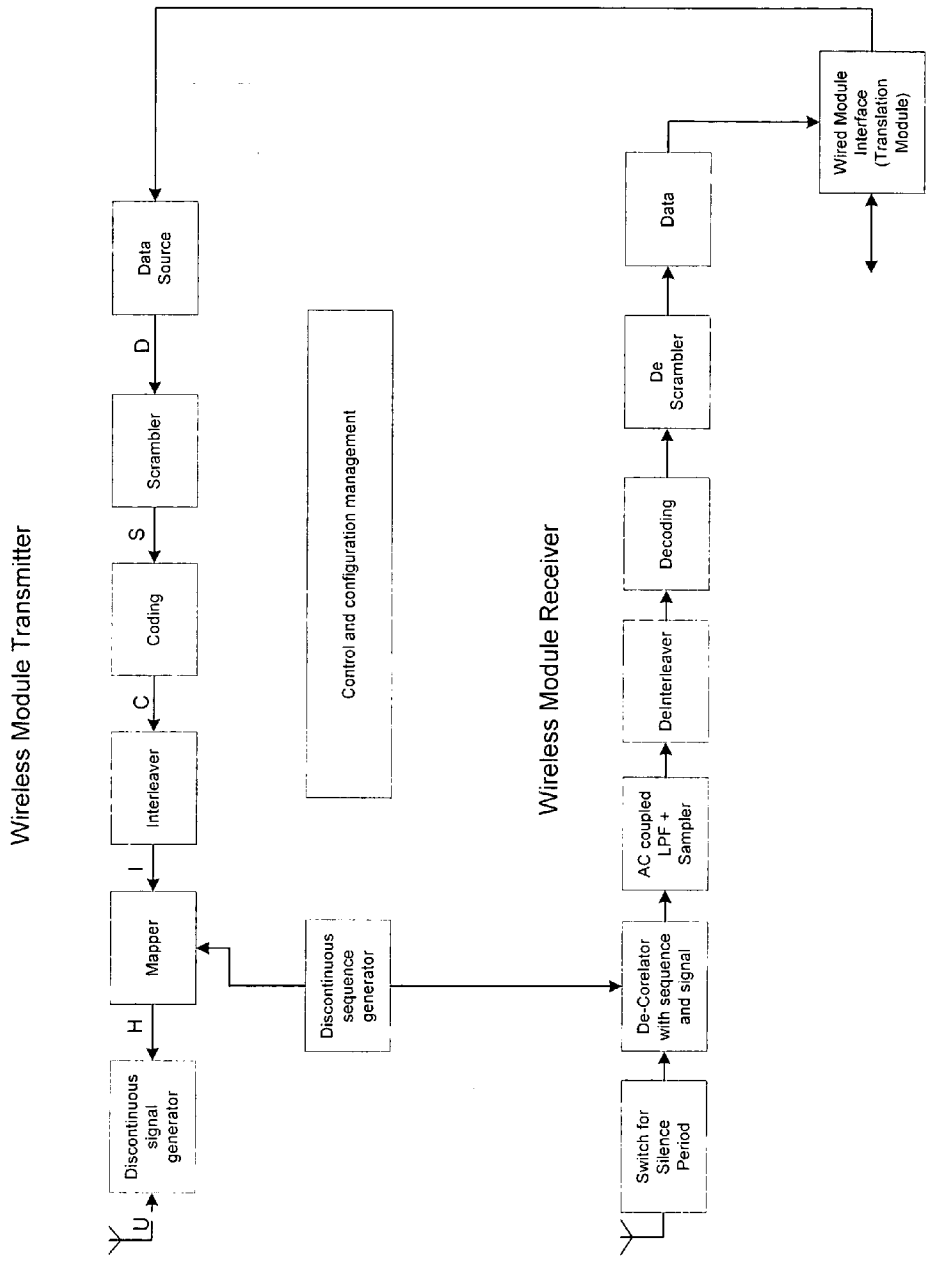 Wireless Module Transmitter
U
Discontinuous
signal
generator
H
Mapper
I
Interleaver
C
Coding
S
Scrambler
D
Data
Source
Discontinuous
sequence
generator
Control and configuration management
Wireless Module Receiver
Switch for
Silence
Period
De-Corelator
with sequence
and signal
AC coupled
LPF +
Sampler
DeInterleaver
Decoding
De
Scrambler
Data
Wired Module
Interface
(Translation
Module)